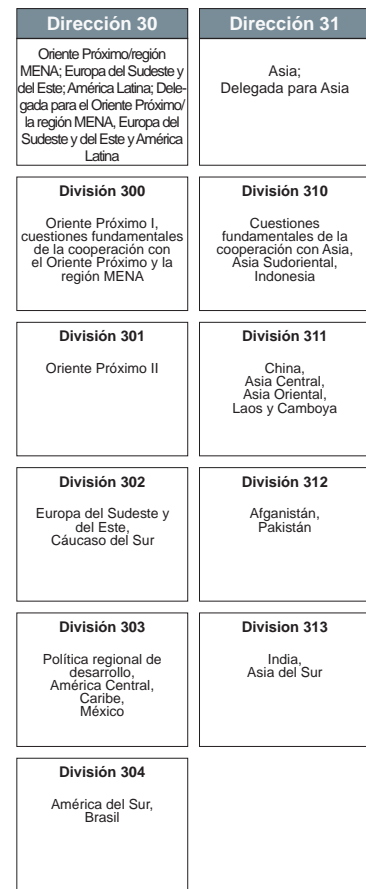 Dirección 30
Oriente Próximo/región
MENA; Europa del Sudeste y
del Este; América Latina; Dele-
gada para el Oriente Próximo/
la región MENA, Europa del
Sudeste y del Este y América
Latina
División 300
Oriente Próximo I,
cuestiones fundamentales
de la cooperación con
el Oriente Próximo y la
región MENA
División 301
Oriente Próximo II
División 302
Europa del Sudeste y
del Este,
Cáucaso del Sur
División 303
Política regional de
desarrollo,
América Central,
Caribe,
México
División 304
América del Sur,
Brasil
Dirección 31
Asia;
Delegada para Asia
División 310
Cuestiones
fundamentales de la
cooperación con Asia,
Asia Sudoriental,
Indonesia
División 311
China,
Asia Central,
Asia Oriental,
Laos y Camboya
División 312
Afganistán,
Pakistán
Division 313
India,
Asia del Sur